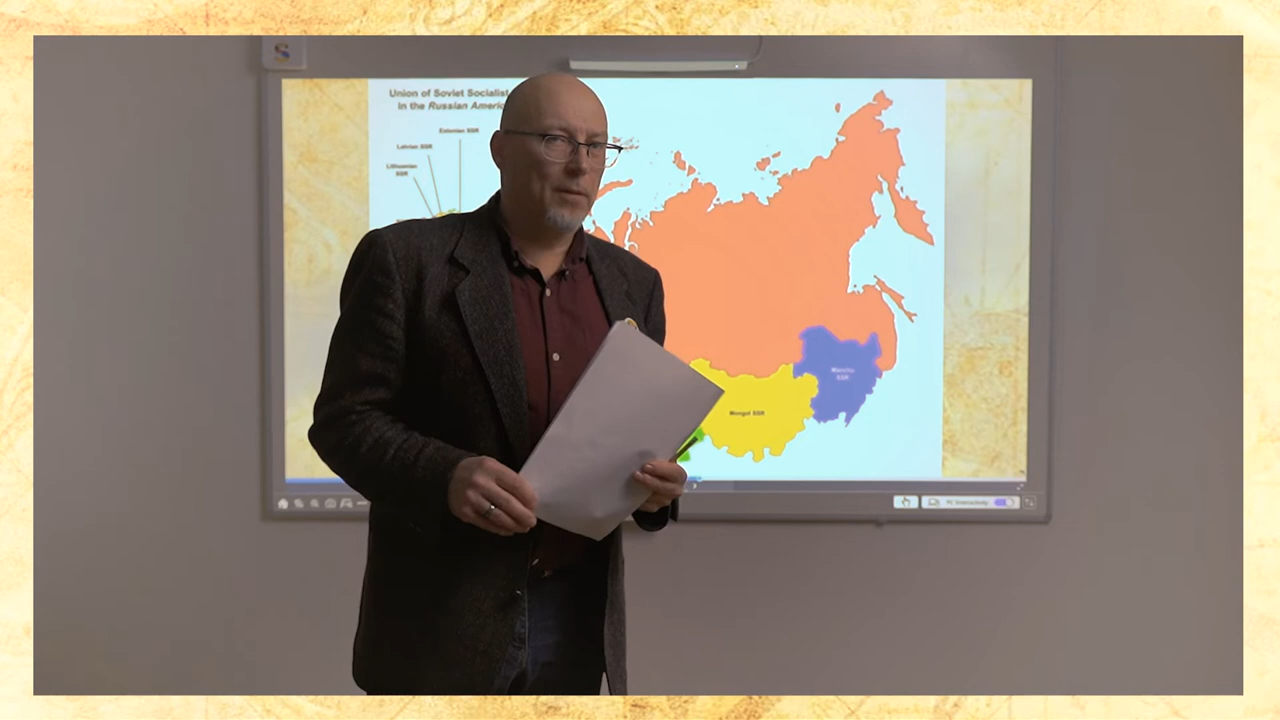 S
Union of Soviet Socialist
in the Russian Americ
Estonian SSR
Latvian SSR
Lithuanian
SSR
Manchu
SSR
Mongol SSR
PC Interactivity